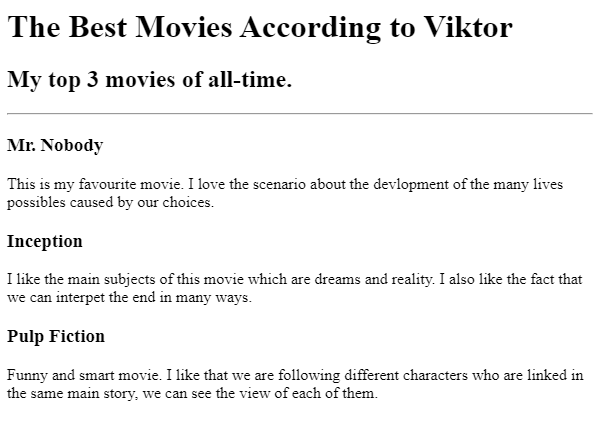 The Best Movies According to Viktor
My top 3 movies of all-time.
Mr. Nobody
This is my favourite movie. I love the scenario about the devlopment of the many lives
possibles caused by our choices.
Inception
I like the main subjects of this movie which are dreams and reality. I also like the fact that
we can interpet the end in many ways.
Pulp Fiction
Funny and smart movie. I like that we are following different characters who are linked in
the same main story, we can see the view of each of them.